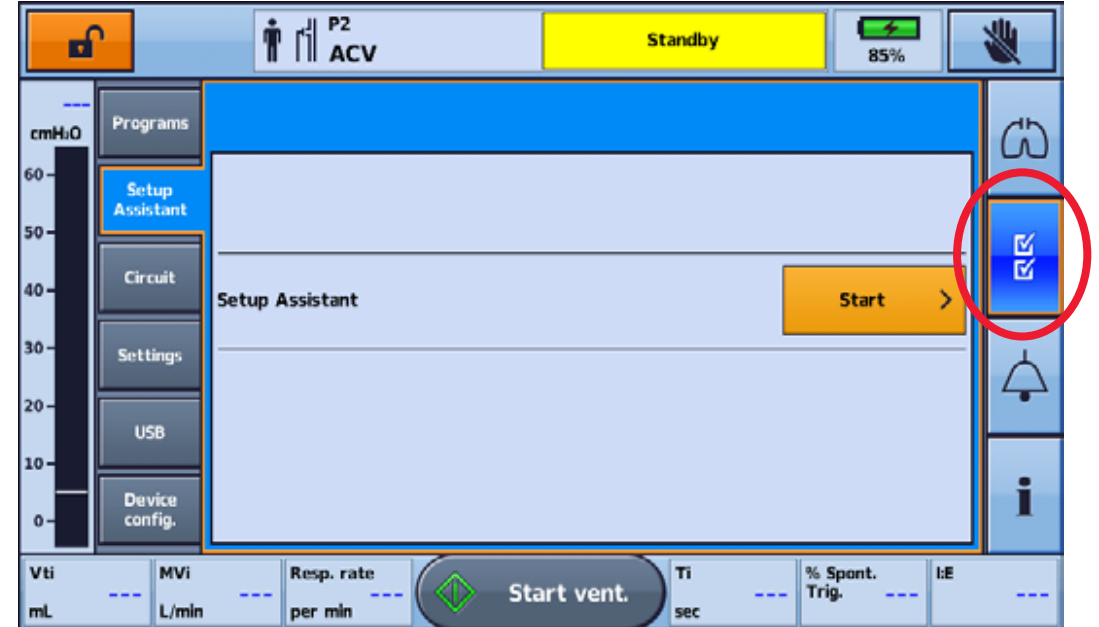 P2
ACV
Standby
85%
---
cmH2O
60
50
40
30
20
10
0
Programs
Setup
Assistant
Circuit
Settings
USB
Device
config.
Setup Assistant
Start >
i
Vti
---
mL
MVi
---
L/min
Resp. rate
---
per min
Start vent.
Ti
---
sec
% Spont.
Trig. ---
I:E
---